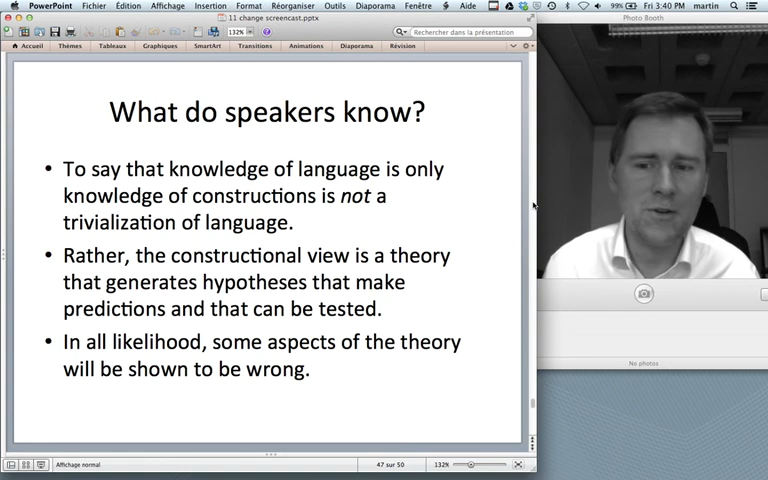 PowerPoint Fichier Édition Affichage Insertion Format Réorganiser Outils Diaporama Fenêtre Aide 99% Fri 3:40 PM martin
11 change screencast.pptx
Photo Booth
132% Rechercher dans la présentation
Accueil Thèmes Tableaux Graphiques SmartArt Transitions Animations Diaporama Révision
What do speakers know?
• To say that knowledge of language is only
knowledge of constructions is not a
trivialization of language.
• Rather, the constructional view is a theory
that generates hypotheses that make
predictions and that can be tested.
• In all likelihood, some aspects of the theory
will be shown to be wrong.
No photos
Affichage normal 47 sur 50 132%